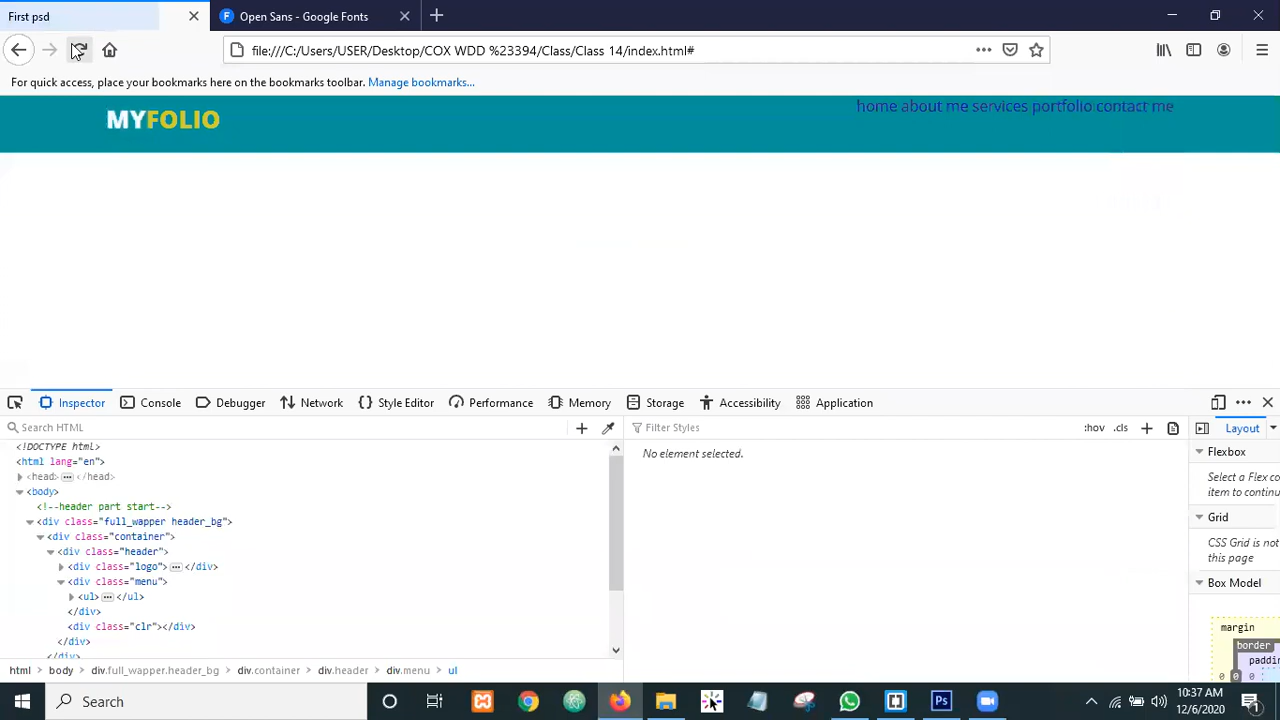 First psd
Open Sans - Google Fonts
file:///C:/Users/USER/Desktop/COX WDD %23394/Class/Class 14/index.html#
For quick access, place your bookmarks here on the bookmarks toolbar. Manage bookmarks...
MYFOLIO
home about me services portfolio contact me
Inspector Console Debugger Network Style Editor Performance Memory Storage Accessibility Application
Search HTML
Filter Styles
:hov .cls
Layout
<!DOCTYPE html>
<html lang="en">
<head> </head>
<body>
<!--header part start-->
<div class="full_wapper header_bg">
<div class="container">
<div class="header">
<div class="logo"> </div>
<div class="menu">
<ul> </ul>
</div>
<div class="clr"></div>
</div>
</div>
No element selected.
Flexbox
Select a Flex co
item to continu
Grid
CSS Grid is not
this page
Box Model
margin
border
paddin
0 0
html body div.full_wapper.header_bg div.container div.header div.menu ul
Search
10:37 AM
12/6/2020